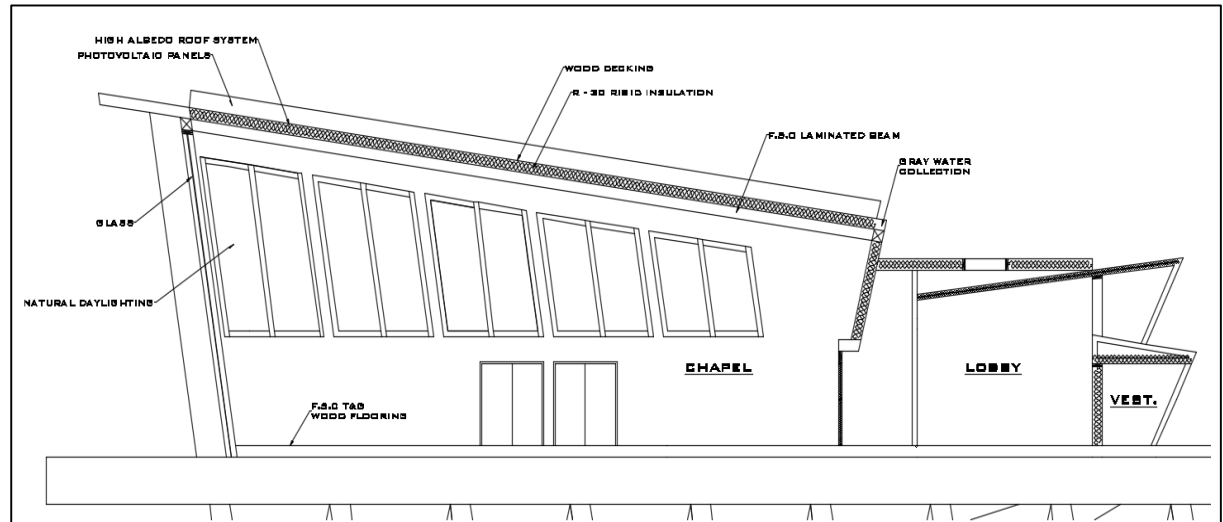 HIGH ALBEDO ROOF SYSTEM
PHOTOVOLTAIC PANELS
WOOD DECKING
R - 30 RIGID INSULATION
F.S.C LAMINATED BEAM
GRAY WATER
COLLECTION
GLASS
NATURAL DAYLIGHTING
CHAPEL
LOBBY
VEST.
F.S.C T&G
WOOD FLOORING